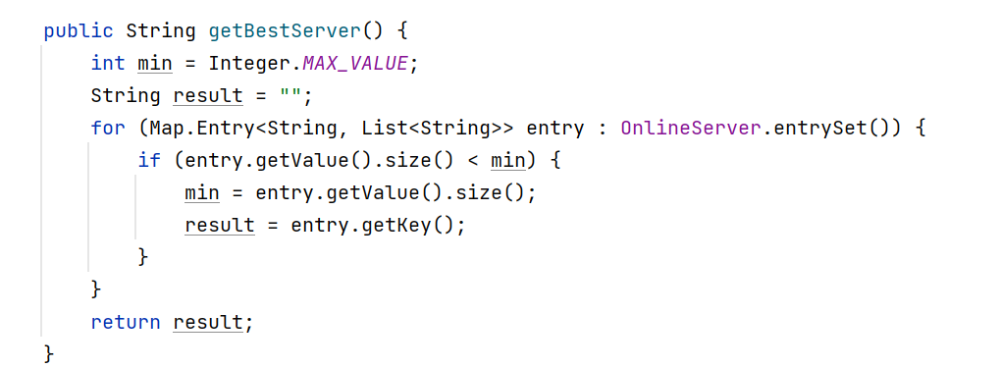 public String getBestServer() {
    int min = Integer.MAX_VALUE;
    String result = "";
    for (Map.Entry<String, List<String>> entry : OnlineServer.entrySet()) {
        if (entry.getValue().size() < min) {
            min = entry.getValue().size();
            result = entry.getKey();
        }
    }
    return result;
}